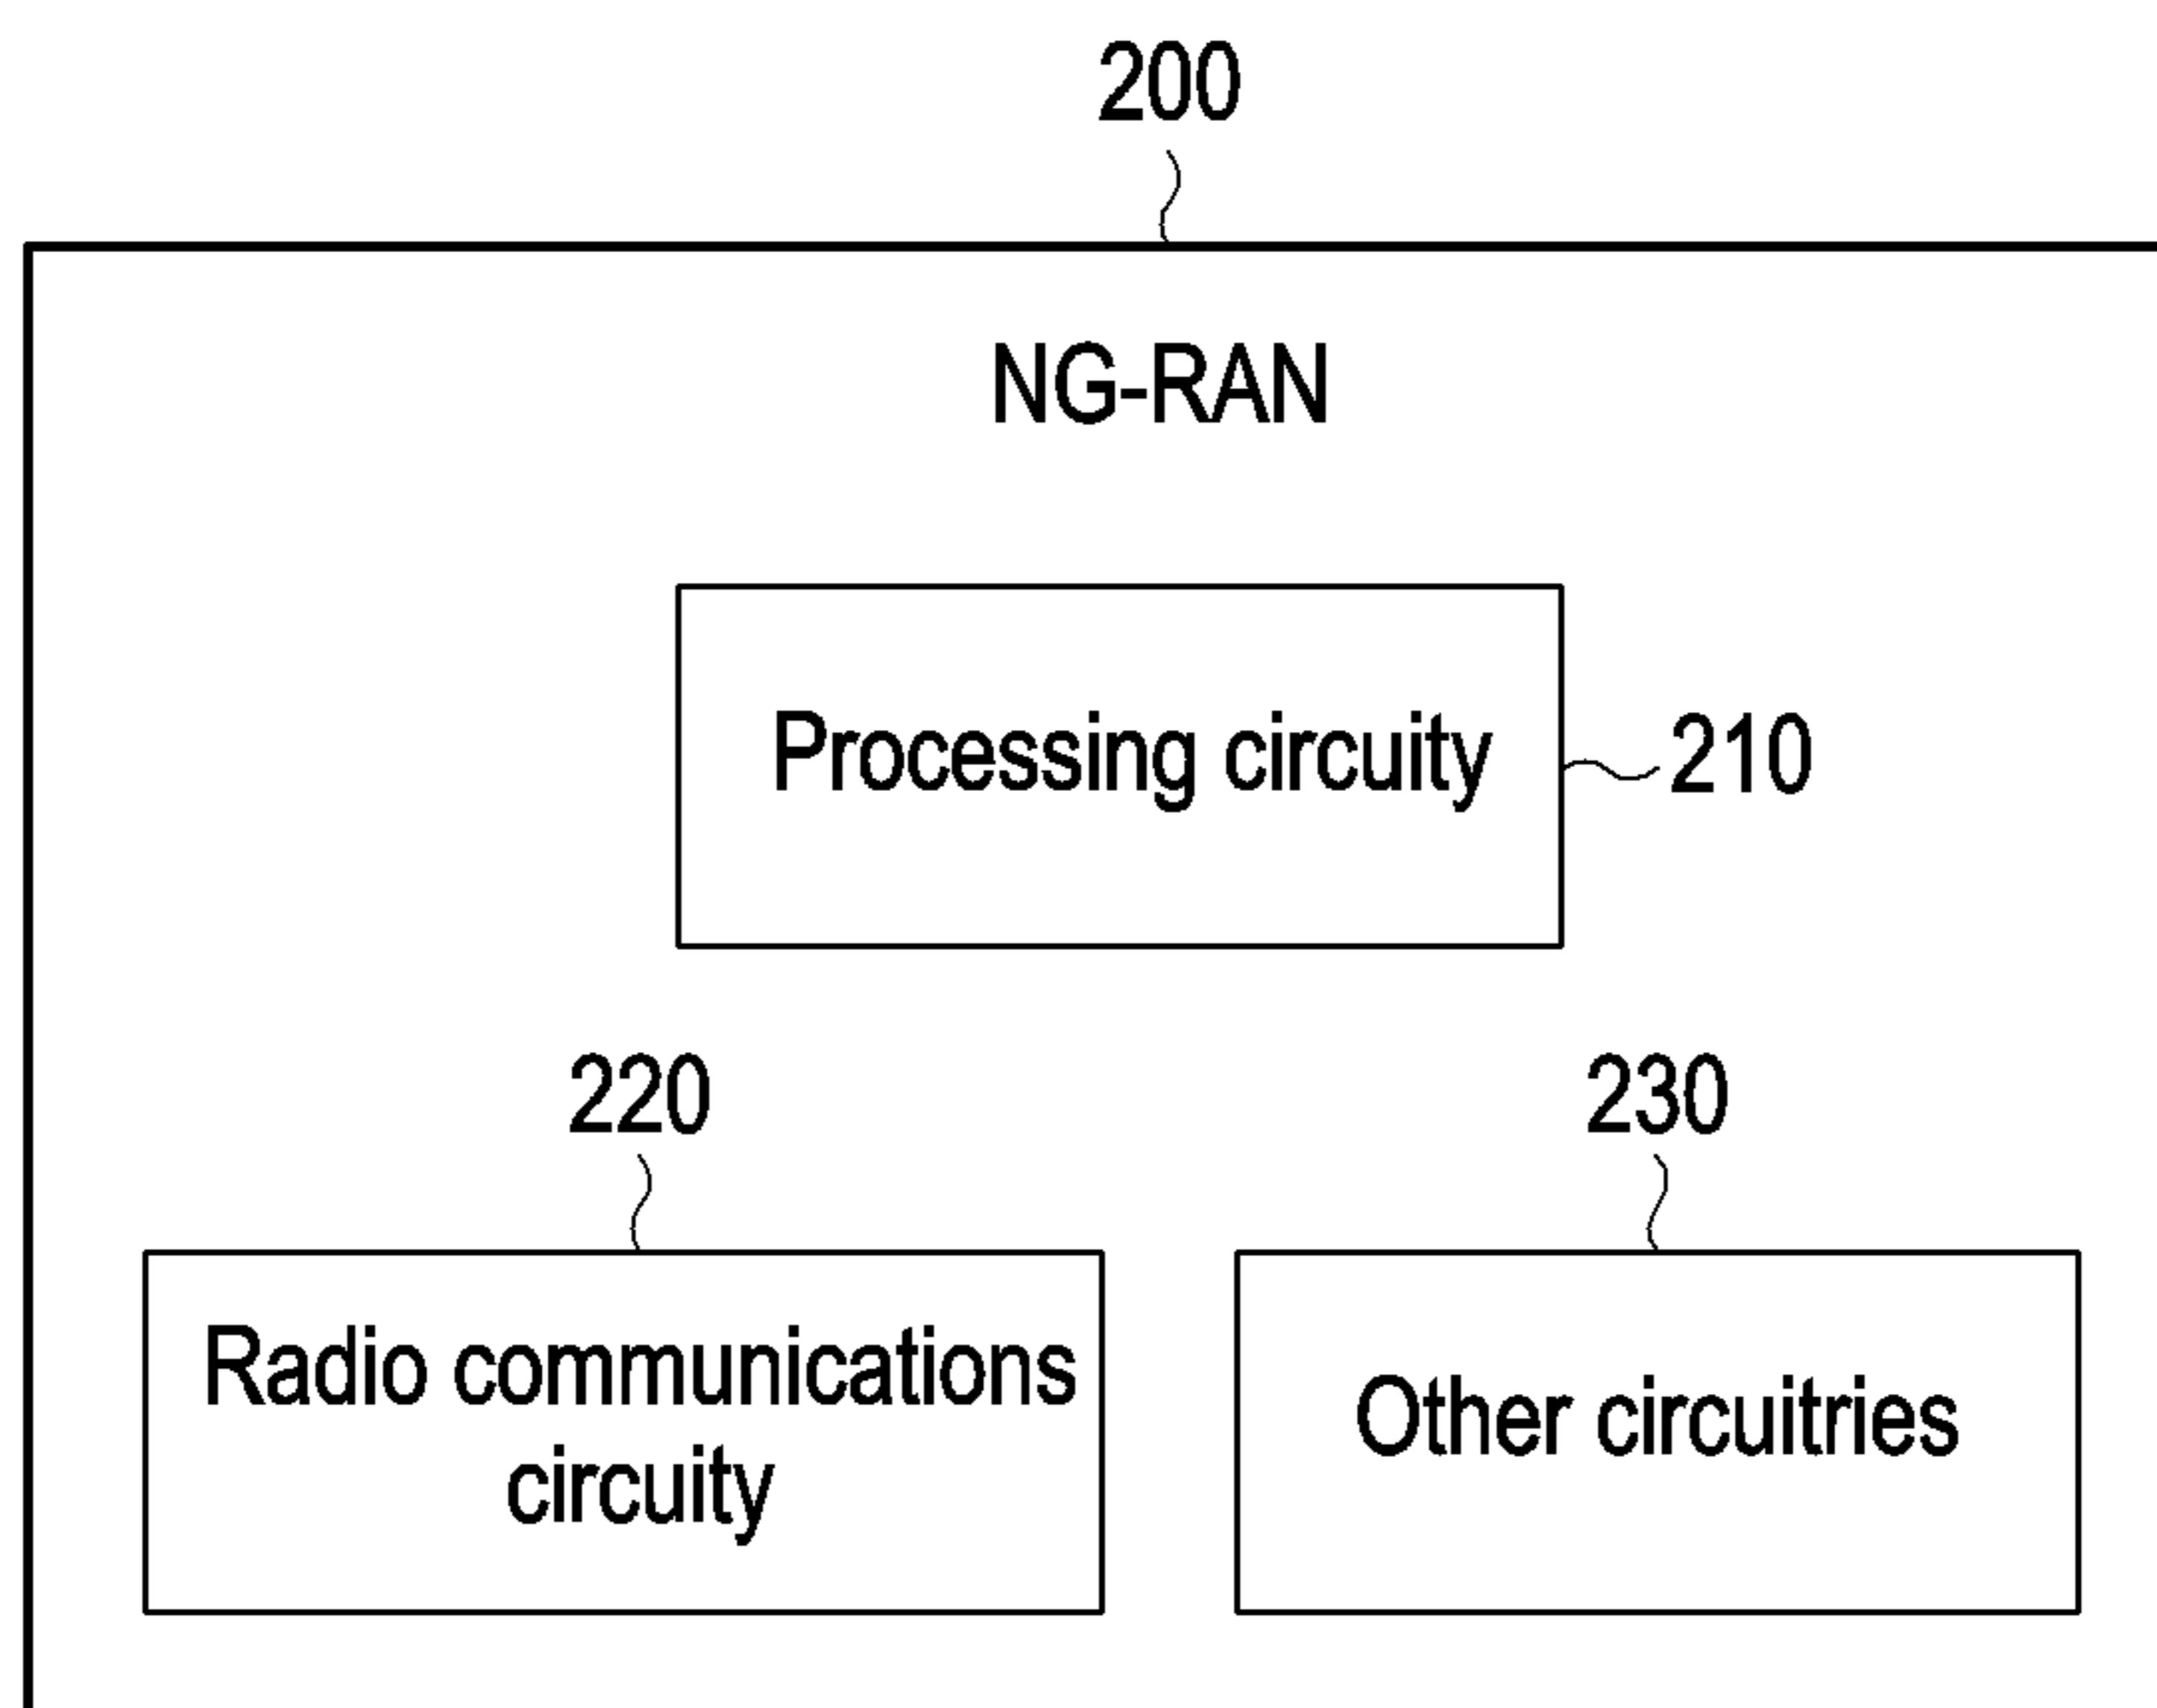 200
NG-RAN
Processing circuity
210
220
230
Radio communications
circuity
Other circuitries